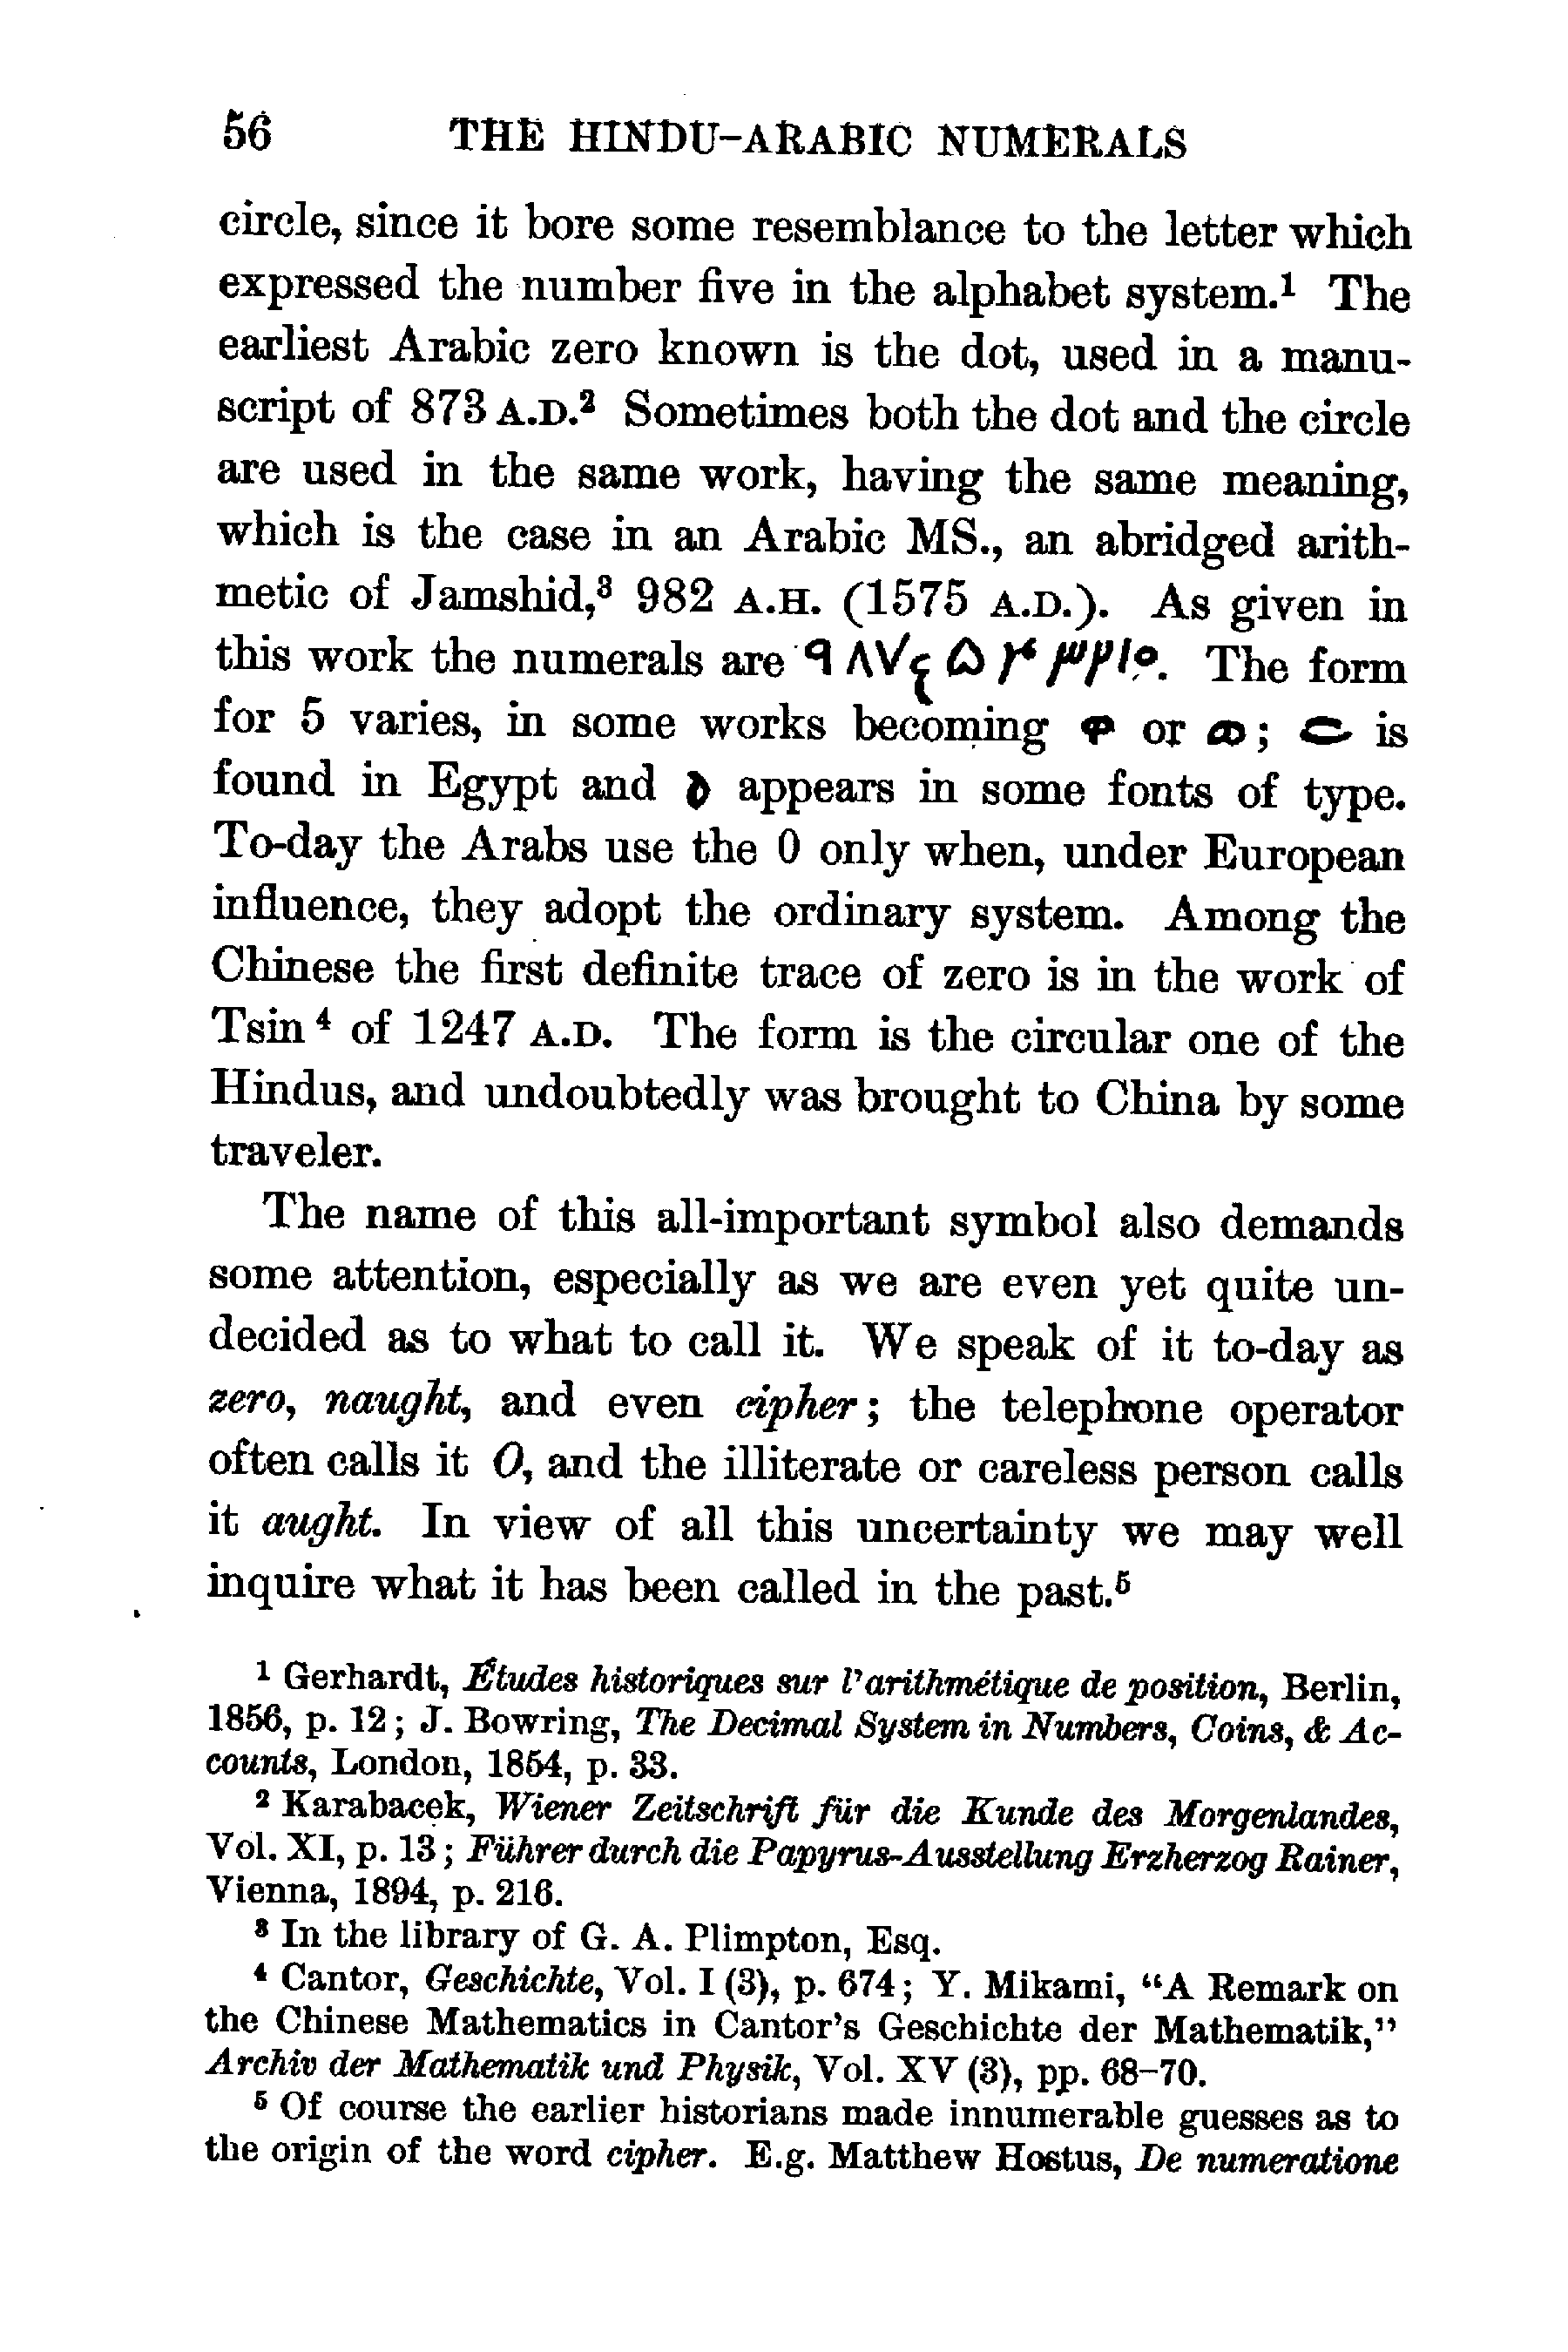 56 THE HINDU-ARABIC NUMERALS
circle, since it bore some resemblance to the letter which
expressed the number five in the alphabet system.¹ The
earliest Arabic zero known is the dot, used in a manu-
script of 873 A.D.² Sometimes both the dot and the circle
are used in the same work, having the same meaning,
which is the case in an Arabic MS., an abridged arith-
metic of Jamshid,³ 982 A.H. (1575 A.D.). As given in
this work the numerals are The form
for 5 varies, in some works becoming or ; is
found in Egypt and appears in some fonts of type.
To-day the Arabs use the 0 only when, under European
influence, they adopt the ordinary system. Among the
Chinese the first definite trace of zero is in the work of
Tsin⁴ of 1247 A.D. The form is the circular one of the
Hindus, and undoubtedly was brought to China by some
traveler.
The name of this all-important symbol also demands
some attention, especially as we are even yet quite un-
decided as to what to call it. We speak of it to-day as
zero, naught, and even cipher; the telephone operator
often calls it O, and the illiterate or careless person calls
it aught. In view of all this uncertainty we may well
inquire what it has been called in the past.⁵
¹ Gerhardt, Études historiques sur l'arithmétique de position, Berlin,
1856, p. 12; J. Bowring, The Decimal System in Numbers, Coins, & Ac-
counts, London, 1854, p. 33.
² Karabacek, Wiener Zeitschrift für die Kunde des Morgenlandes,
Vol. XI, p. 13; Führer durch die Papyrus-Ausstellung Erzherzog Rainer,
Vienna, 1894, p. 216.
³ In the library of G. A. Plimpton, Esq.
⁴ Cantor, Geschichte, Vol. I (3), p. 674; Y. Mikami, "A Remark on
the Chinese Mathematics in Cantor's Geschichte der Mathematik,"
Archiv der Mathematik und Physik, Vol. XV (3), pp. 68–70.
⁵ Of course the earlier historians made innumerable guesses as to
the origin of the word cipher. E.g. Matthew Hostus, De numeratione